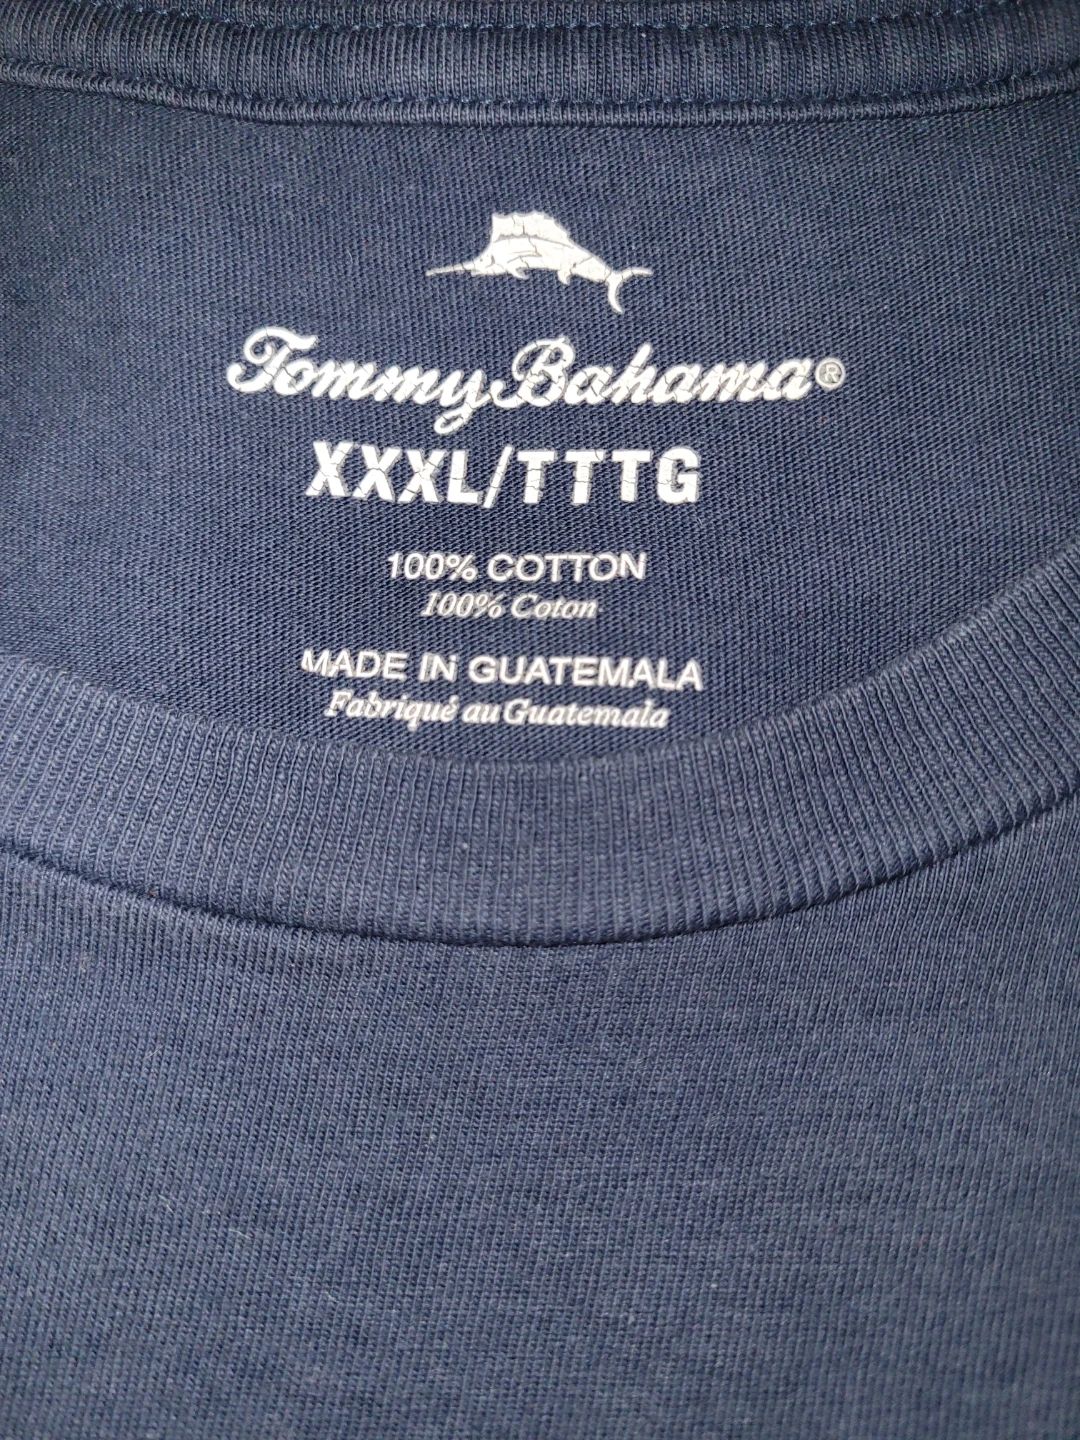 Tommy Bahama®
XXXL/TTTG
100% COTTON
100% Coton
MADE IN GUATEMALA
Fabriqué au Guatemala